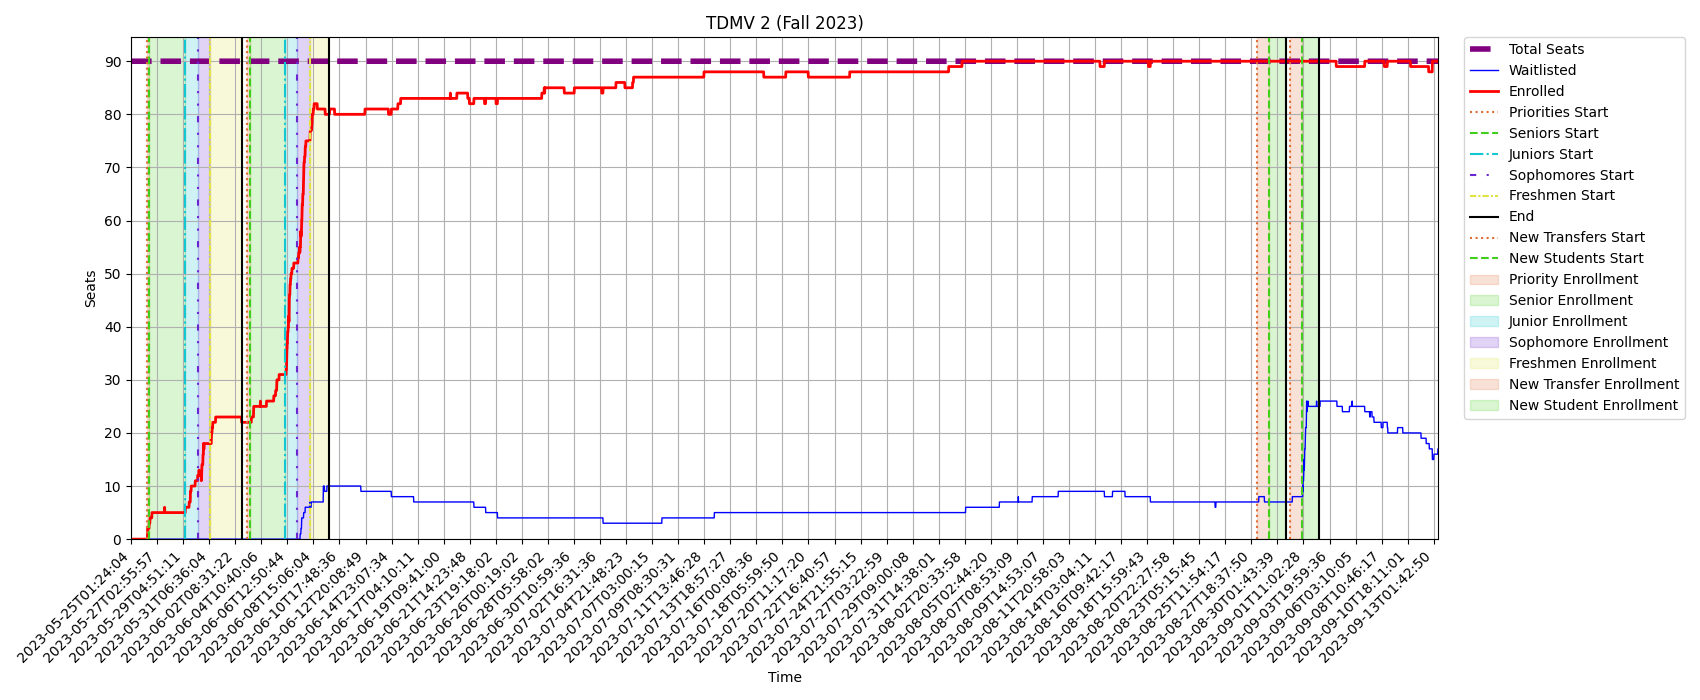 TDMV 2 (Fall 2023)
Seats
90
80
70
60
50
40
30
20
10
0
2023-05-25T01:24:04
2023-05-27T02:55:57
2023-05-29T04:51:11
2023-05-31T06:36:04
2023-06-02T08:31:22
2023-06-04T10:40:06
2023-06-06T12:50:44
2023-06-08T15:06:04
2023-06-10T17:48:36
2023-06-12T20:08:49
2023-06-14T23:07:34
2023-06-17T04:10:11
2023-06-19T09:41:00
2023-06-21T14:23:48
2023-06-23T19:18:02
2023-06-26T00:19:02
2023-06-28T05:58:02
2023-06-30T10:59:36
2023-07-02T16:31:36
2023-07-04T21:48:23
2023-07-07T03:00:15
2023-07-09T08:30:31
2023-07-11T13:46:28
2023-07-13T18:57:27
2023-07-16T00:08:36
2023-07-18T05:59:50
2023-07-20T11:17:20
2023-07-22T16:40:57
2023-07-24T21:55:15
2023-07-27T03:22:59
2023-07-29T09:00:08
2023-07-31T14:38:01
2023-08-02T20:33:58
2023-08-05T02:44:20
2023-08-07T08:53:09
2023-08-09T14:53:07
2023-08-11T20:58:03
2023-08-14T03:04:11
2023-08-16T09:42:17
2023-08-18T15:59:43
2023-08-20T22:27:58
2023-08-23T05:15:45
2023-08-25T11:54:17
2023-08-27T18:37:50
2023-08-30T01:43:39
2023-09-01T11:02:28
2023-09-03T19:59:36
2023-09-06T03:10:05
2023-09-08T10:46:17
2023-09-10T18:11:01
2023-09-13T01:42:50
Time
Total Seats
Waitlisted
Enrolled
Priorities Start
Seniors Start
Juniors Start
Sophomores Start
Freshmen Start
End
New Transfers Start
New Students Start
Priority Enrollment
Senior Enrollment
Junior Enrollment
Sophomore Enrollment
Freshmen Enrollment
New Transfer Enrollment
New Student Enrollment